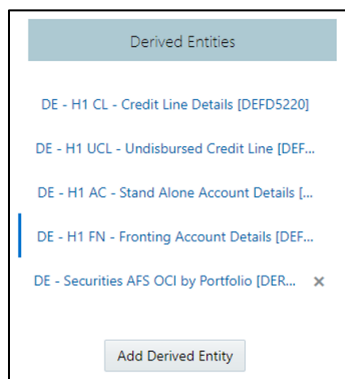 Derived Entities
DE - H1 CL - Credit Line Details [DEFD5220]
DE - H1 UCL - Undisbursed Credit Line [DEF...
DE - H1 AC - Stand Alone Account Details [...
DE - H1 FN - Fronting Account Details [DEF...
DE - Securities AFS OCI by Portfolio [DER... ×
Add Derived Entity